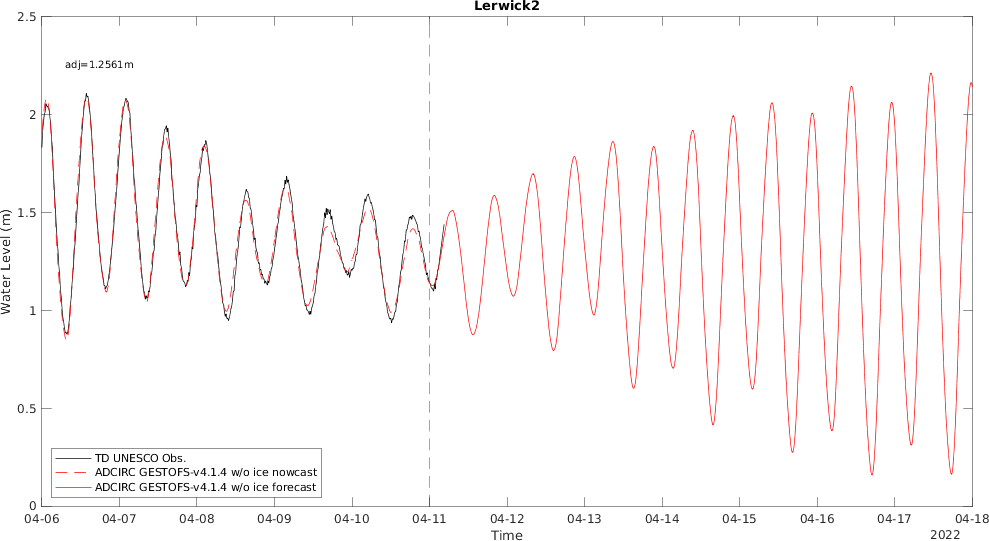 Lerwick2
2.5
2
1.5
1
0.5
0
Water Level (m)
adj=1.2561m
TD UNESCO Obs.
ADCIRC GESTOFS-v4.1.4 w/o ice nowcast
ADCIRC GESTOFS-v4.1.4 w/o ice forecast
04-06 04-07 04-08 04-09 04-10 04-11 04-12 04-13 04-14 04-15 04-16 04-17 04-18
Time
2022